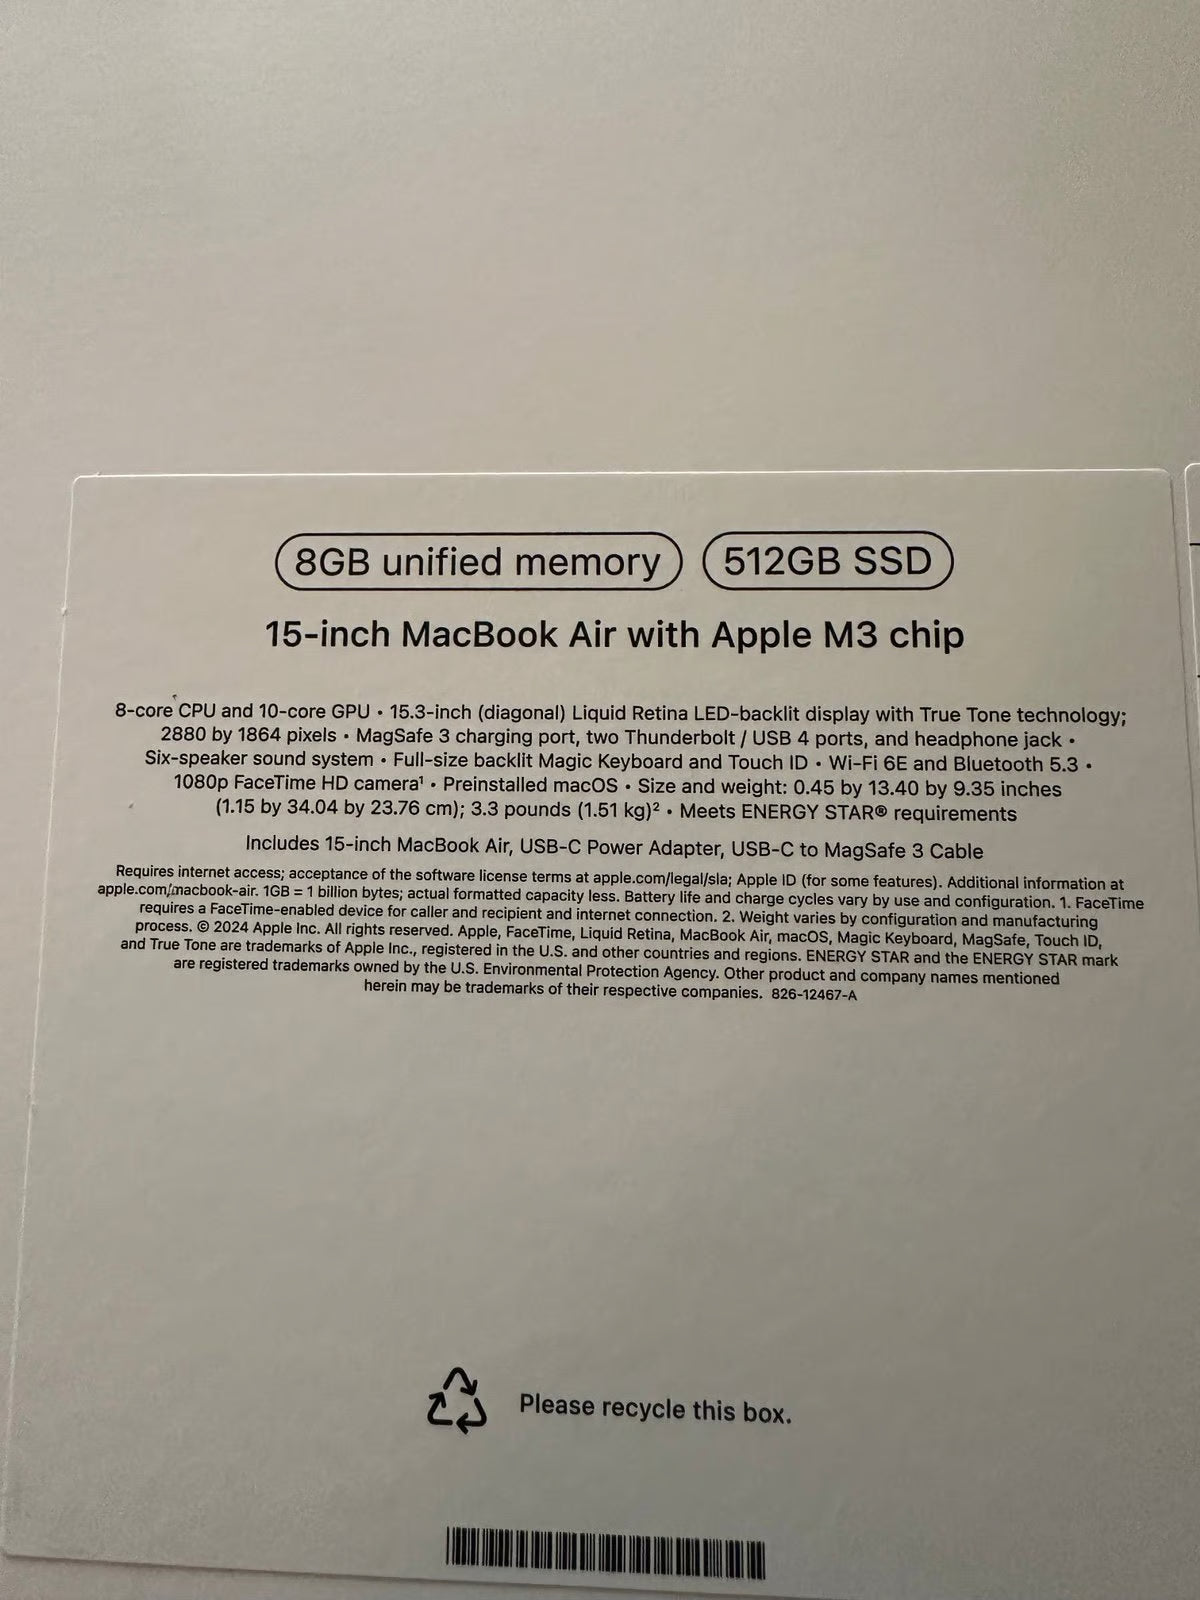 8GB unified memory 512GB SSD
15-inch MacBook Air with Apple M3 chip
8-core CPU and 10-core GPU • 15.3-inch (diagonal) Liquid Retina LED-backlit display with True Tone technology;
2880 by 1864 pixels • MagSafe 3 charging port, two Thunderbolt / USB 4 ports, and headphone jack •
Six-speaker sound system • Full-size backlit Magic Keyboard and Touch ID • Wi-Fi 6E and Bluetooth 5.3 •
1080p FaceTime HD camera¹ • Preinstalled macOS • Size and weight: 0.45 by 13.40 by 9.35 inches
(1.15 by 34.04 by 23.76 cm); 3.3 pounds (1.51 kg)² • Meets ENERGY STAR® requirements
Includes 15-inch MacBook Air, USB-C Power Adapter, USB-C to MagSafe 3 Cable
Requires internet access; acceptance of the software license terms at apple.com/legal/sla; Apple ID (for some features). Additional information at
apple.com/macbook-air. 1GB = 1 billion bytes; actual formatted capacity less. Battery life and charge cycles vary by use and configuration. 1. FaceTime
requires a FaceTime-enabled device for caller and recipient and internet connection. 2. Weight varies by configuration and manufacturing
process. © 2024 Apple Inc. All rights reserved. Apple, FaceTime, Liquid Retina, MacBook Air, macOS, Magic Keyboard, MagSafe, Touch ID,
and True Tone are trademarks of Apple Inc., registered in the U.S. and other countries and regions. ENERGY STAR and the ENERGY STAR mark
are registered trademarks owned by the U.S. Environmental Protection Agency. Other product and company names mentioned
herein may be trademarks of their respective companies. 826-12467-A
Please recycle this box.